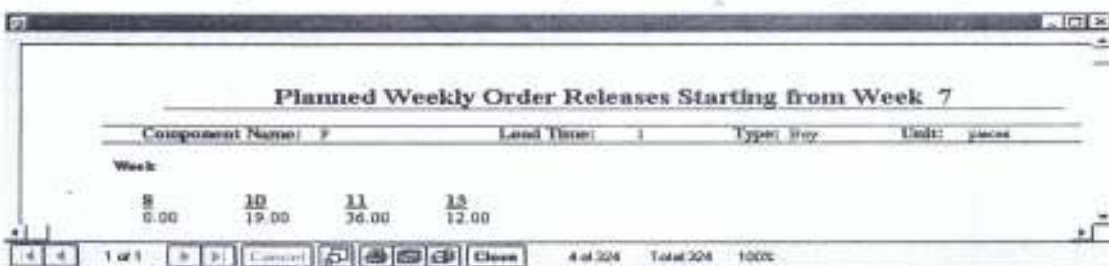 Planned Weekly Order Releases Starting from Week 7
Component Name: F Lead Time: 1 Type: Buy Unit: pieces
Week
8 10 11 13
0.00 19.00 36.00 12.00
1 of 1 Cancel Close 4 of 324 Total:324 100%